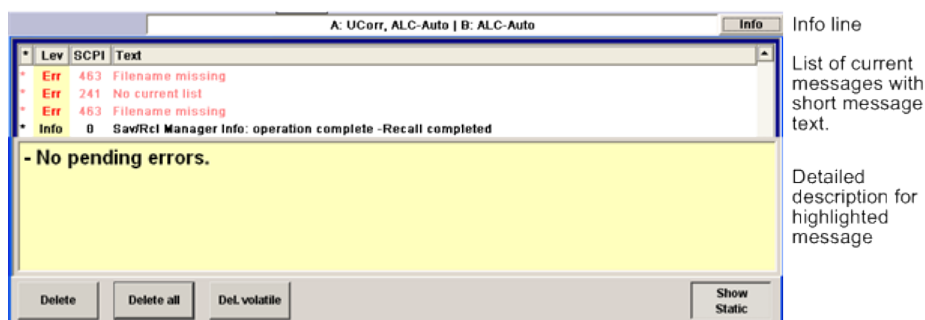 A: UCorr, ALC-Auto | B: ALC-Auto
Info
Info line
* Lev SCPI Text
* Err 463 Filename missing
* Err 241 No current list
* Err 463 Filename missing
* Info 0 Sav/Rcl Manager Info: operation complete -Recall completed
List of current
messages with
short message
text.
- No pending errors.
Detailed
description for
highlighted
message
Delete
Delete all
Del. volatile
Show
Static